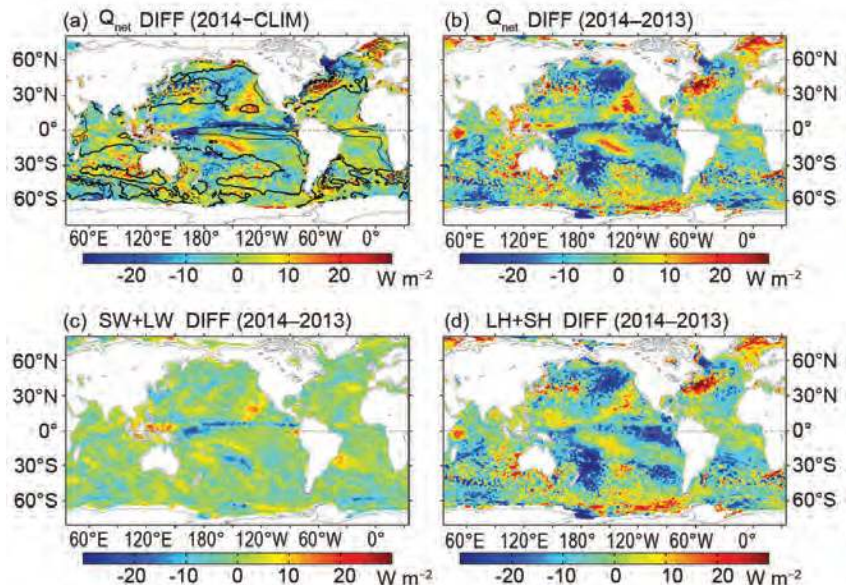 (a) Qnet DIFF (2014–CLIM)
(b) Qnet DIFF (2014–2013)
60°N
30°N
0°
30°S
60°S
60°N
30°N
0°
30°S
60°S
60°E 120°E 180° 120°W 60°W 0°
60°E 120°E 180° 120°W 60°W 0°
-20 -10 0 10 20 W m−2
-20 -10 0 10 20 W m−2
(c) SW+LW DIFF (2014–2013)
(d) LH+SH DIFF (2014–2013)
60°N
30°N
0°
30°S
60°S
60°N
30°N
0°
30°S
60°S
60°E 120°E 180° 120°W 60°W 0°
60°E 120°E 180° 120°W 60°W 0°
-20 -10 0 10 20 W m−2
-20 -10 0 10 20 W m−2